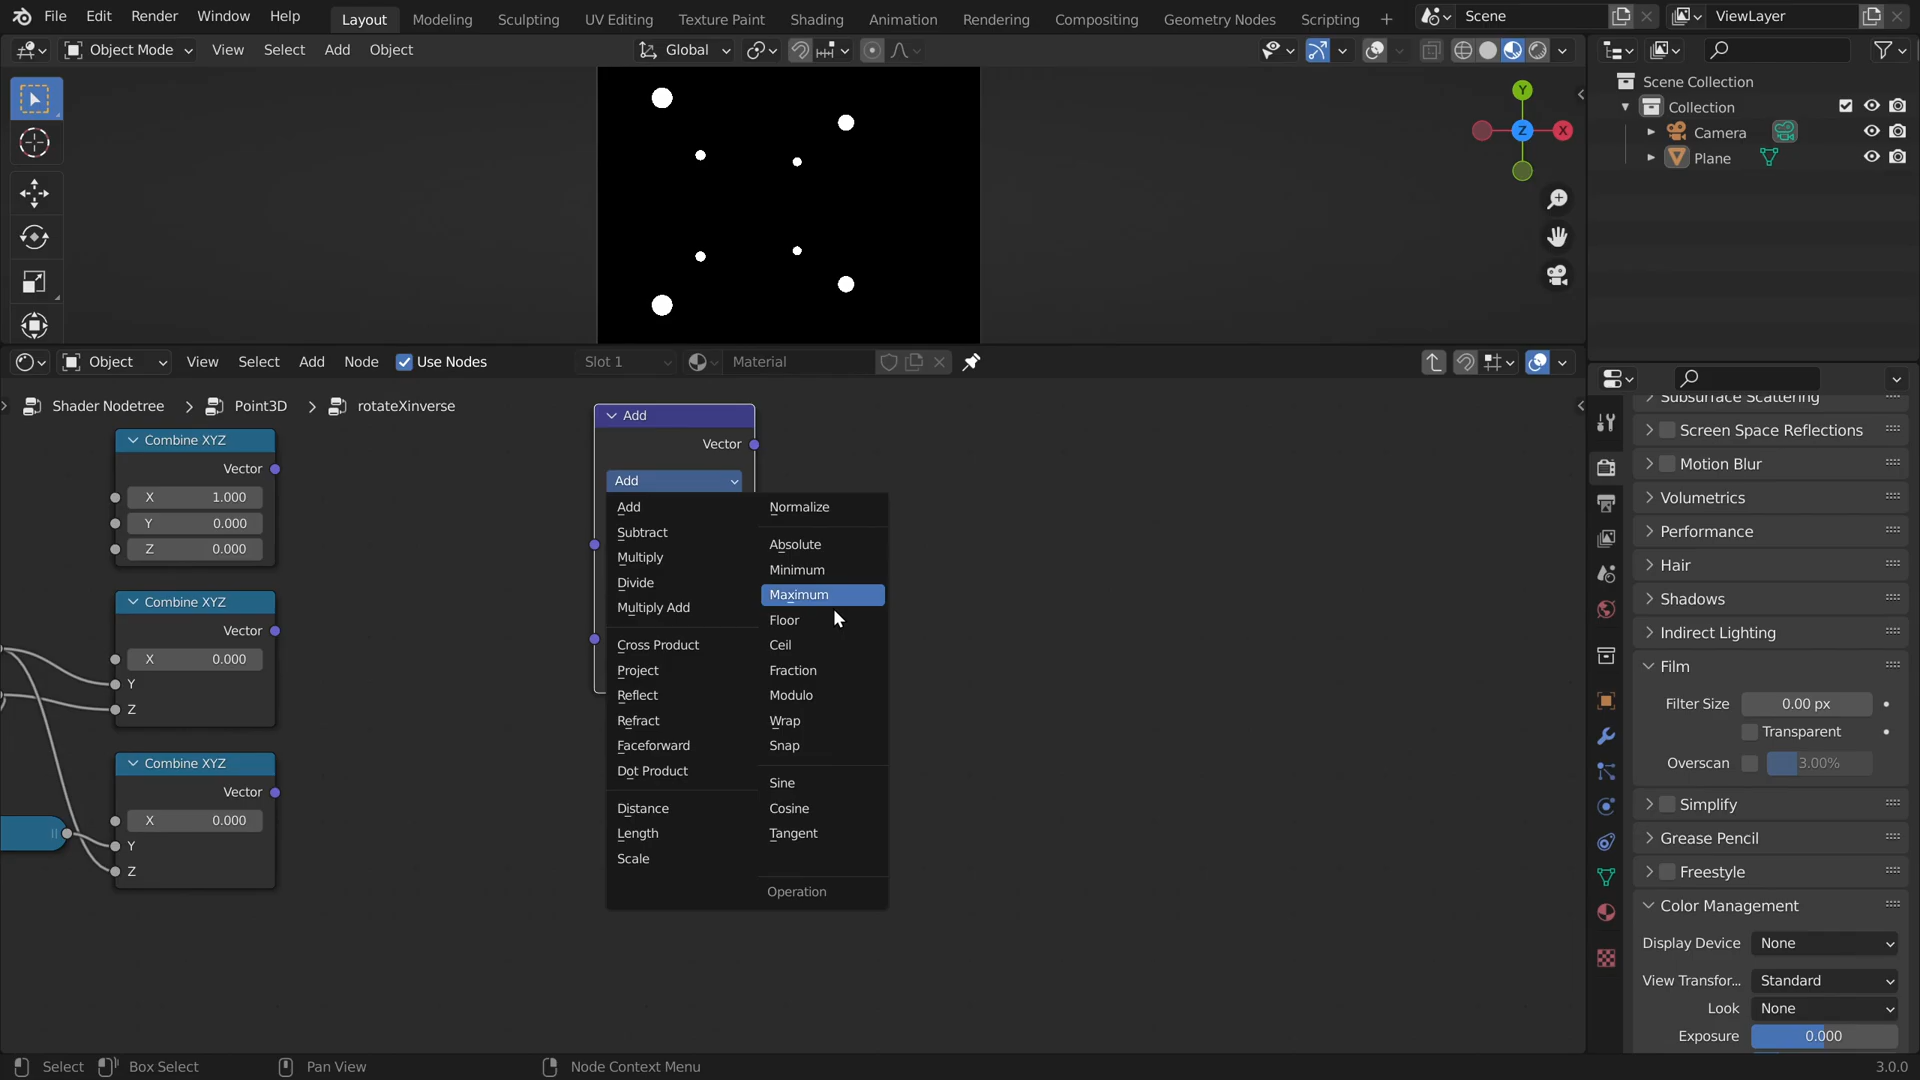 File Edit Render Window Help
Layout Modeling Sculpting UV Editing Texture Paint Shading Animation Rendering Compositing Geometry Nodes Scripting +
Scene
ViewLayer
Object Mode View Select Add Object
Global
Y
Z
X
Scene Collection
Collection
Camera
Plane
Object View Select Add Node Use Nodes
Slot 1
Material
Shader Nodetree > Point3D > rotateXinverse
Combine XYZ
Vector
X 1.000
Y 0.000
Z 0.000
Combine XYZ
Vector
X 0.000
Y
Z
Combine XYZ
Vector
X 0.000
Y
Z
Add
Vector
Add
Add
Subtract
Multiply
Divide
Multiply Add
Cross Product
Project
Reflect
Refract
Faceforward
Dot Product
Distance
Length
Scale
Normalize
Absolute
Minimum
Maximum
Floor
Ceil
Fraction
Modulo
Wrap
Snap
Sine
Cosine
Tangent
Operation
Subsurface Scattering
Screen Space Reflections
Motion Blur
Volumetrics
Performance
Hair
Shadows
Indirect Lighting
Film
Filter Size 0.00 px
Transparent
Overscan 3.00%
Simplify
Grease Pencil
Freestyle
Color Management
Display Device None
View Transfor... Standard
Look None
Exposure 0.000
Select Box Select Pan View Node Context Menu 3.0.0